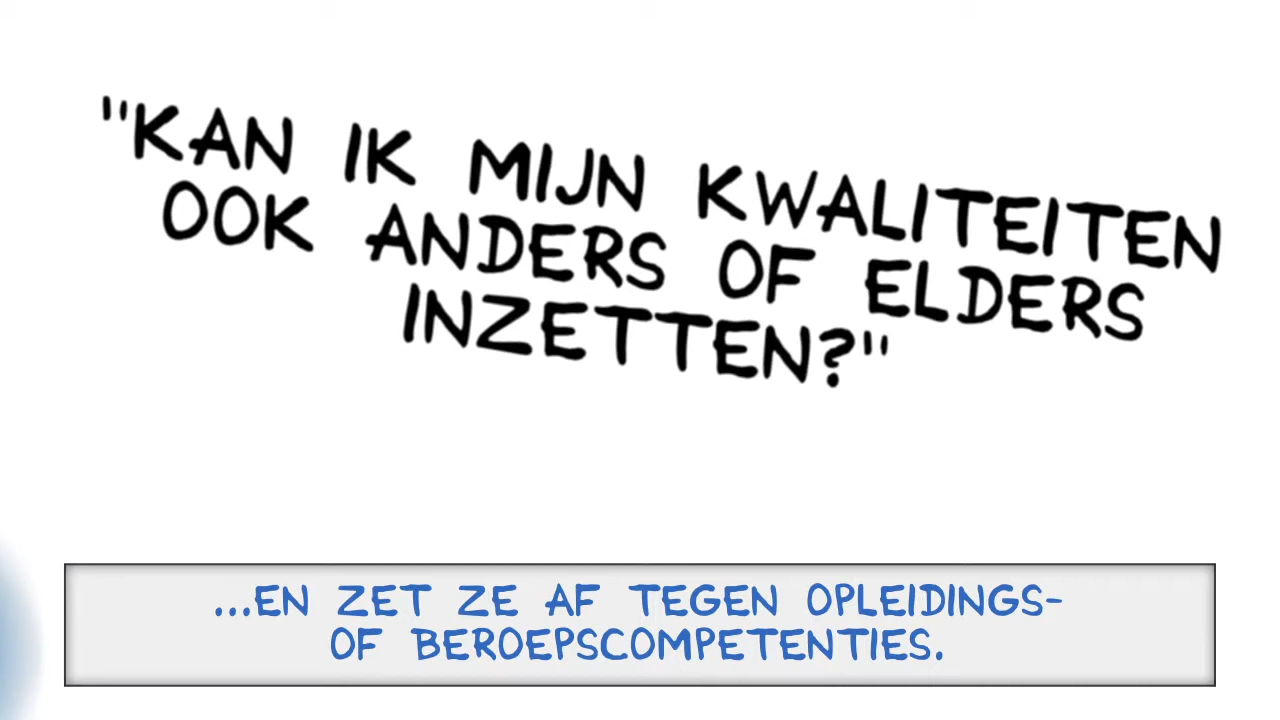 "KAN IK MIJN KWALITEITEN
OOK ANDERS OF ELDERS
INZETTEN?"
...EN ZET ZE AF TEGEN OPLEIDINGS-
OF BEROEPSCOMPETENTIES.